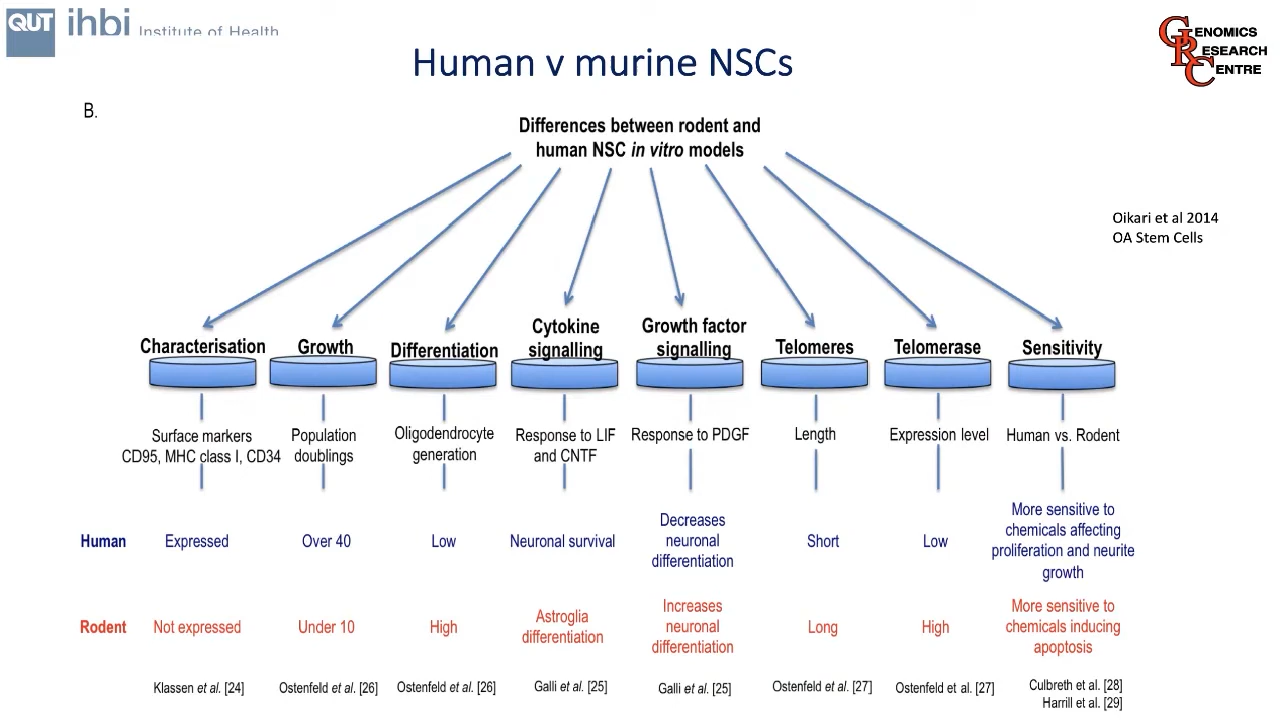 QUT ihbi Institute of Health
GENOMICS
RESEARCH
CENTRE
Human v murine NSCs
B.
Differences between rodent and
human NSC in vitro models
Oikari et al 2014
OA Stem Cells
Characterisation
Growth
Differentiation
Cytokine
signalling
Growth factor
signalling
Telomeres
Telomerase
Sensitivity
Surface markers
CD95, MHC class I, CD34
Population
doublings
Oligodendrocyte
generation
Response to LIF
and CNTF
Response to PDGF
Length
Expression level
Human vs. Rodent
Human
Expressed
Over 40
Low
Neuronal survival
Decreases
neuronal
differentiation
Short
Low
More sensitive to
chemicals affecting
proliferation and neurite
growth
Rodent
Not expressed
Under 10
High
Astroglia
differentiation
Increases
neuronal
differentiation
Long
High
More sensitive to
chemicals inducing
apoptosis
Klassen et al. [24]
Ostenfeld et al. [26]
Ostenfeld et al. [26]
Galli et al. [25]
Galli et al. [25]
Ostenfeld et al. [27]
Ostenfeld et al. [27]
Culbreth et al. [28]
Harrill et al. [29]